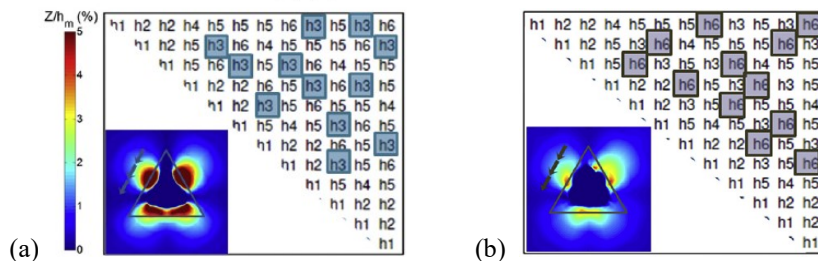 Z/hm (%)
5
4
3
2
1
0
h1 h2 h2 h4 h5 h5 h5 h6 h3 h5 h3 h6
h1 h2 h5 h3 h6 h4 h5 h5 h5 h6 h3
h1 h5 h6 h3 h5 h3 h6 h4 h5 h5
h1 h2 h2 h6 h5 h3 h6 h3 h5
h1 h2 h3 h5 h6 h5 h5 h4
h1 h5 h4 h5 h3 h6 h5
h1 h2 h2 h5 h6 h3
h1 h2 h3 h5 h6
h1 h5 h4 h5
h1 h2 h5
h1 h2
h1
(a)
h1 h2 h2 h4 h5 h5 h5 h6 h3 h5 h3 h6
h1 h2 h5 h3 h6 h4 h5 h5 h5 h6 h3
h1 h5 h6 h3 h5 h3 h6 h4 h5 h5
h1 h2 h2 h6 h5 h3 h6 h3 h5
h1 h2 h3 h5 h6 h5 h5 h4
h1 h5 h4 h5 h3 h6 h5
h1 h2 h2 h5 h6 h3
h1 h2 h3 h5 h6
h1 h5 h4 h5
h1 h2 h5
h1 h2
h1
(b)